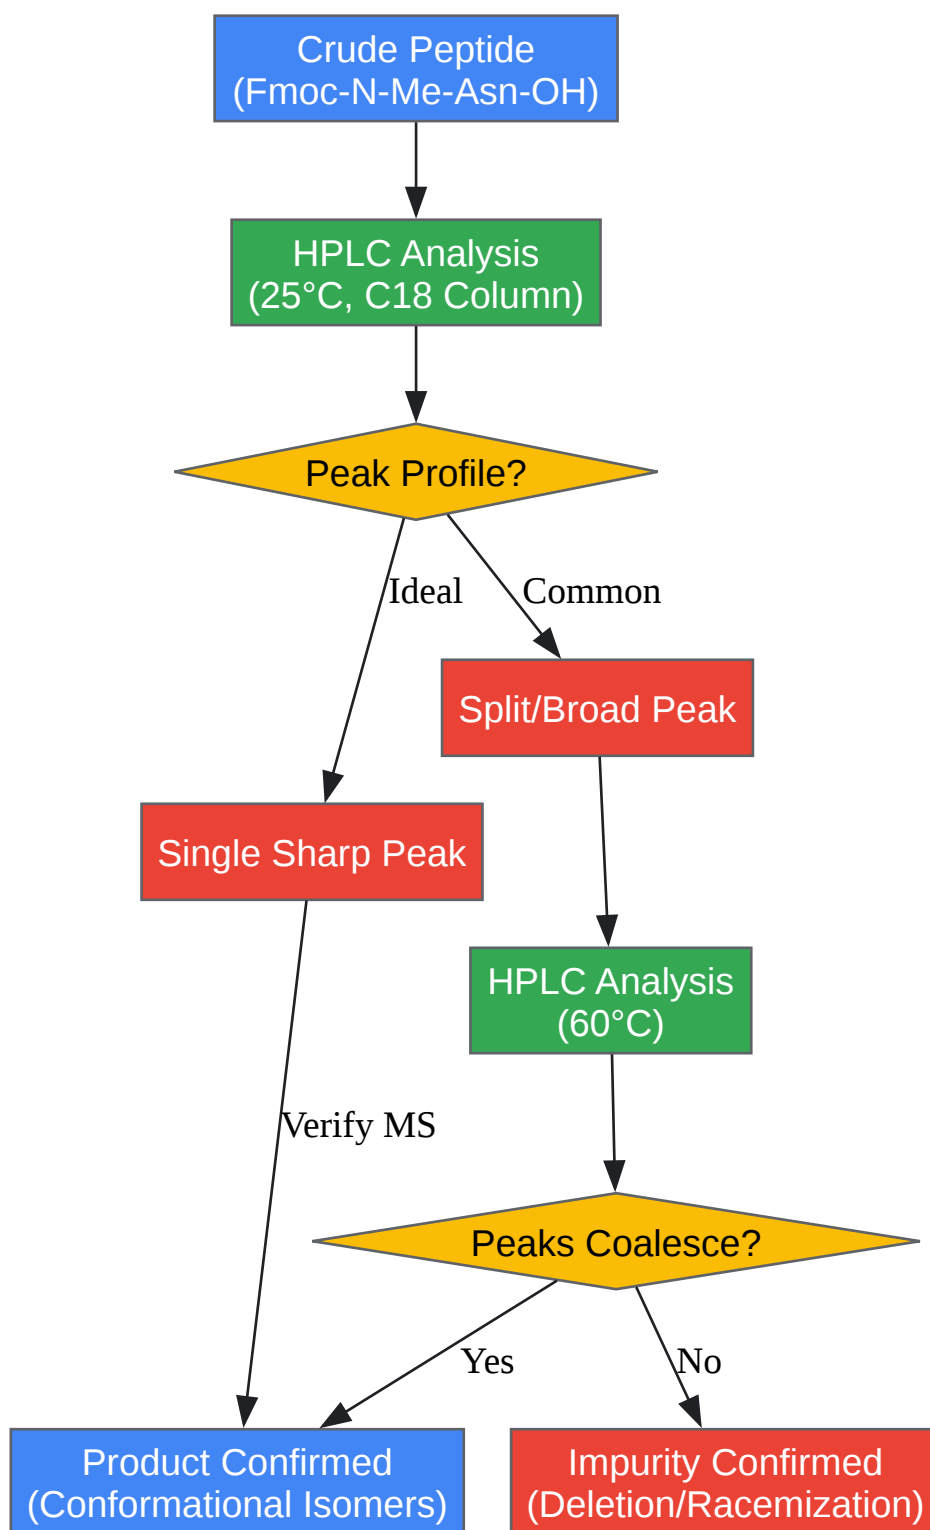 Crude Peptide
(Fmoc-N-Me-Asn-OH)
HPLC Analysis
(25°C, C18 Column)
Peak Profile?
Ideal
Common
Split/Broad Peak
Single Sharp Peak
HPLC Analysis
(60°C)
Verify MS
Peaks Coalesce?
Yes
No
Product Confirmed
(Conformational Isomers)
Impurity Confirmed
(Deletion/Racemization)